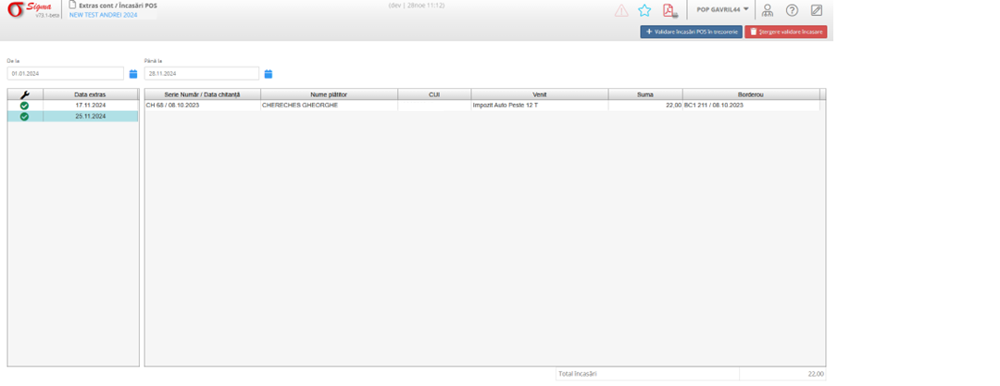 Sigma
v73.1-beta
Extras cont / Încasări POS
NEW TEST ANDREI 2024
(dev | 28noe 11:12)
POP GAVRIL44
Validare încasări POS în trezorerie
Ștergere validare încasare
De la
Până la
01.01.2024
28.11.2024
Data extras
Serie Număr / Data chitanță
Nume plătitor
CUI
Venit
Suma
Borderou
17.11.2024
CH 68 / 08.10.2023
CHERECHES GHEORGHE
Impozit Auto Peste 12 T
22,00
BC1 211 / 08.10.2023
25.11.2024
Total încasări
22,00